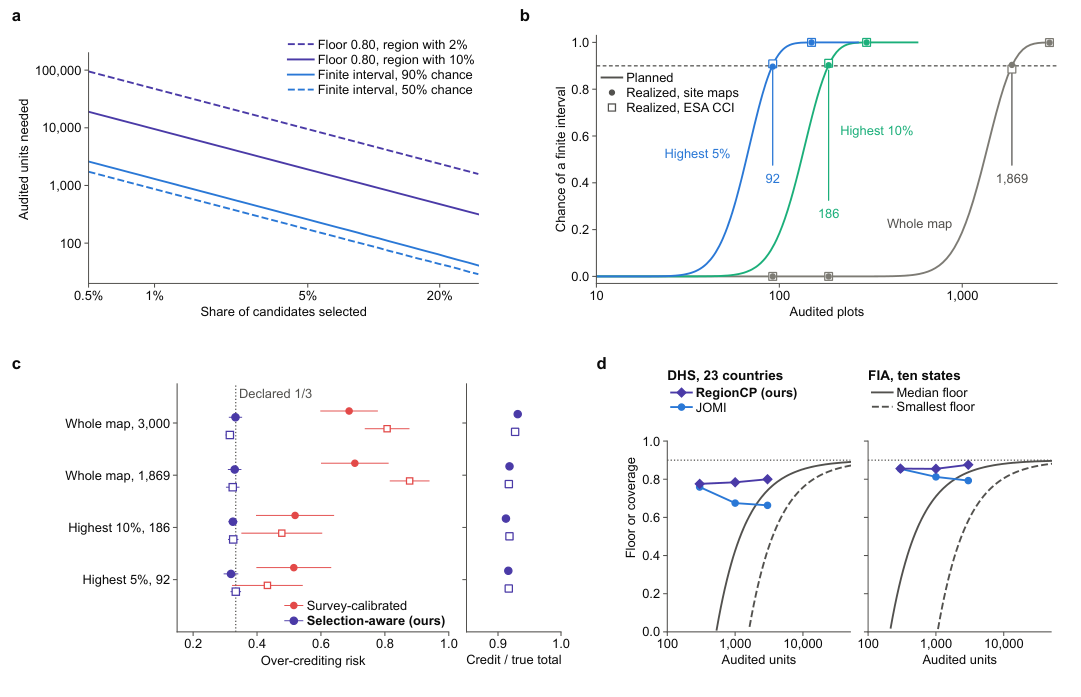 a
Floor 0.80, region with 2%
Floor 0.80, region with 10%
Finite interval, 90% chance
Finite interval, 50% chance
100,000
10,000
1,000
100
Audited units needed
0.5%
1%
5%
20%
Share of candidates selected
b
1.0
0.8
0.6
0.4
0.2
0.0
Chance of a finite interval
Planned
Realized, site maps
Realized, ESA CCI
Highest 5%
Highest 10%
Whole map
92
186
1,869
10
100
1,000
Audited plots
c
Declared 1/3
Whole map, 3,000
Whole map, 1,869
Highest 10%, 186
Highest 5%, 92
Survey-calibrated
Selection-aware (ours)
0.2
0.4
0.6
0.8
1.0
Over-crediting risk
0.9
1.0
Credit / true total
d
DHS, 23 countries
RegionCP (ours)
JOMI
FIA, ten states
Median floor
Smallest floor
1.0
0.8
0.6
0.4
0.2
0.0
Floor or coverage
100
1,000
10,000
Audited units
100
1,000
10,000
Audited units